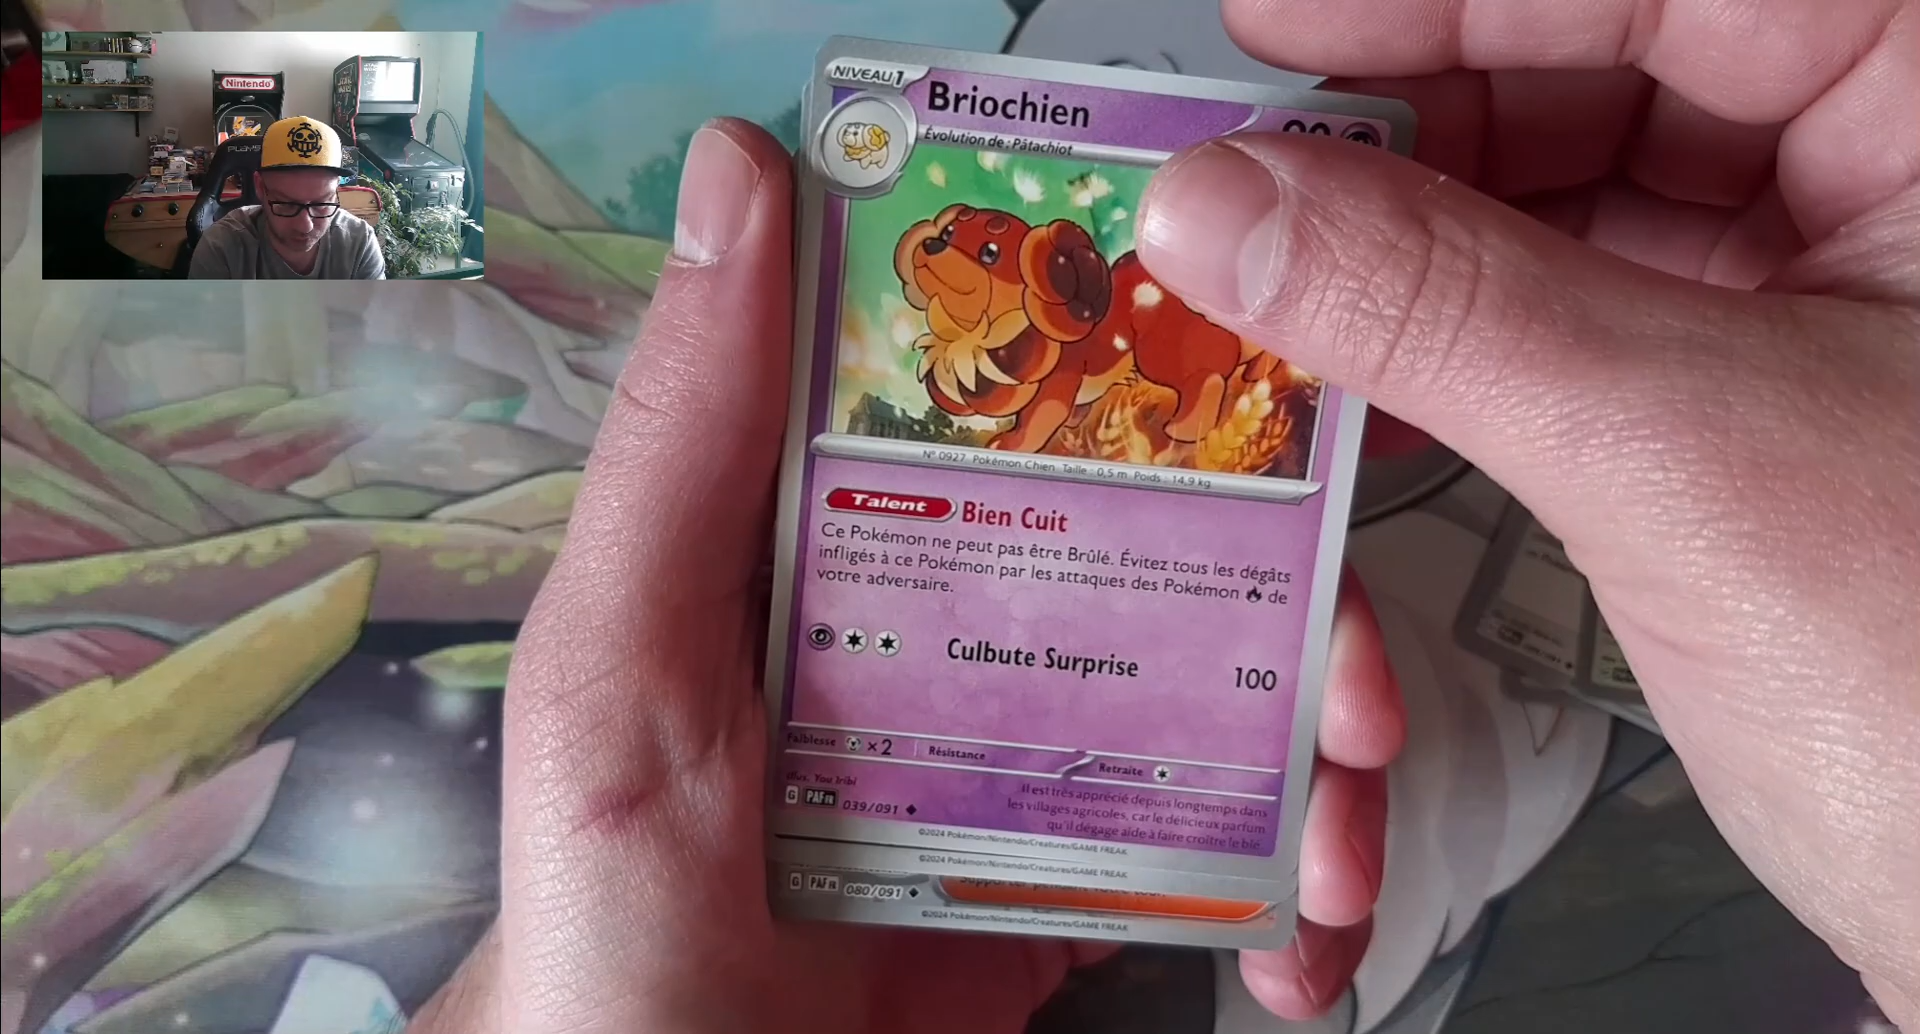 Nintendo
NIVEAU 1
Briochien
Évolution de : Pâtachiot
N° 0927 Pokémon Chien Taille : 0,5 m Poids : 14,9 kg
Talent Bien Cuit
Ce Pokémon ne peut pas être Brûlé. Évitez tous les dégâts
infligés à ce Pokémon par les attaques des Pokémon de
votre adversaire.
Culbute Surprise 100
Faiblesse ×2 Résistance Retraite
Illus. You Iribi
G PAF FR 039/091
Il est très apprécié depuis longtemps dans
les villages agricoles, car le délicieux parfum
qu'il dégage aide à faire croître le blé.
©2024 Pokémon/Nintendo/Creatures/GAME FREAK
©2024 Pokémon/Nintendo/Creatures/GAME FREAK
G PAF FR 080/091
©2024 Pokémon/Nintendo/Creatures/GAME FREAK